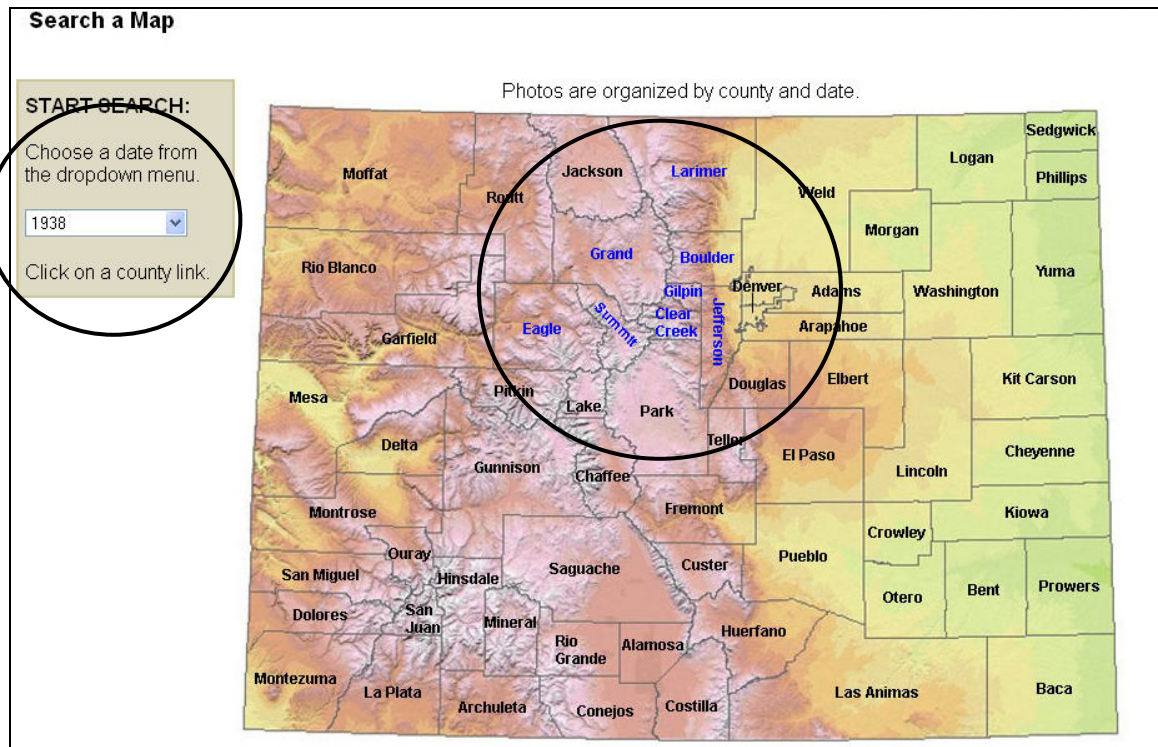 Search a Map
START SEARCH:
Choose a date from
the dropdown menu.
1938
Click on a county link.
Photos are organized by county and date.
Sedgwick
Logan
Phillips
Jackson
Larimer
Moffat
Routt
Weld
Morgan
Grand
Boulder
Rio Blanco
Yuma
Washington
Gilpin
Denver
Adams
Clear
Creek
Summit
Jefferson
Eagle
Arapahoe
Garfield
Elbert
Kit Carson
Douglas
Pitkin
Mesa
Lake
Park
Teller
Delta
El Paso
Cheyenne
Gunnison
Lincoln
Chaffee
Fremont
Montrose
Kiowa
Crowley
Ouray
Pueblo
Custer
Saguache
San Miguel
Hinsdale
Otero
Bent
Prowers
Dolores
San
Juan
Mineral
Huerfano
Rio
Grande
Alamosa
Montezuma
La Plata
Archuleta
Conejos
Costilla
Las Animas
Baca